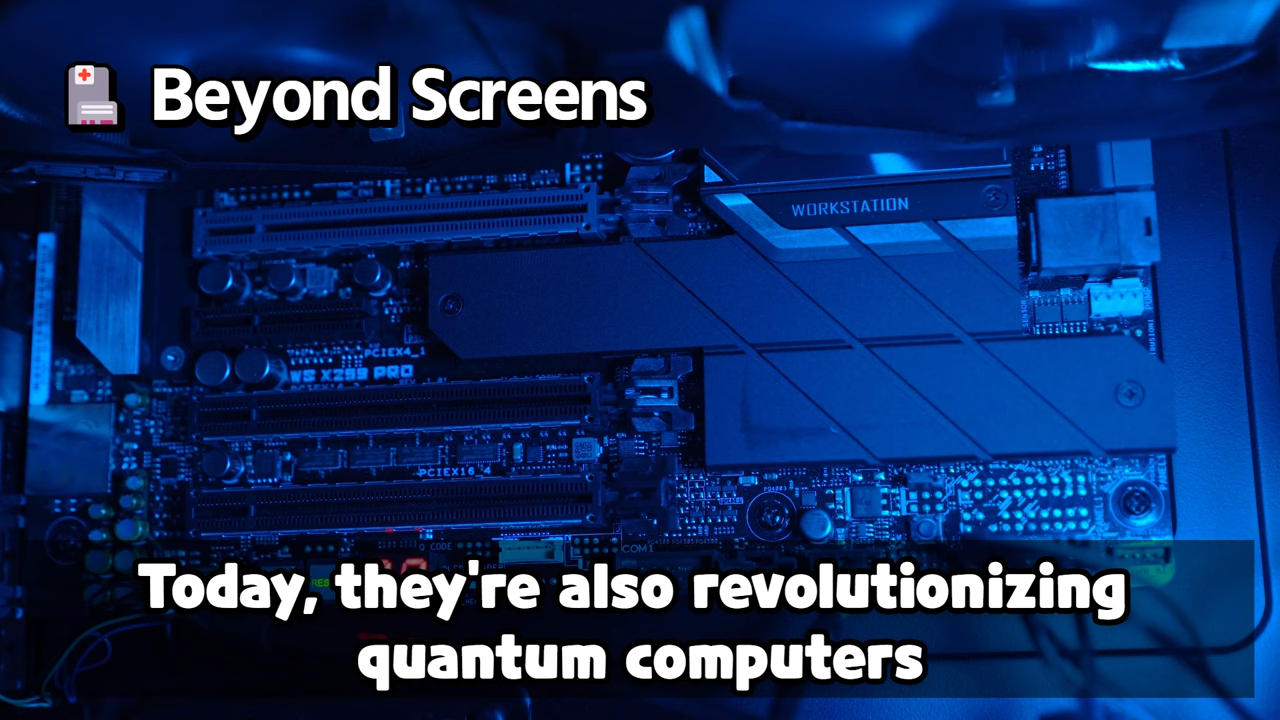 Beyond Screens
WORKSTATION
PCIEX4_1
WS X299 PRO
PCIEX16_4
Q CODE
COM1
Today, they're also revolutionizing
quantum computers